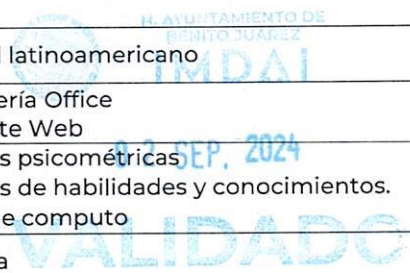 H. AYUNTAMIENTO DE
BENITO JUÁREZ
l latinoamericano
IMDAI
ería Office
te Web
s psicométricas
02 SEP. 2024
s de habilidades y conocimientos.
e computo
VALIDADO
a